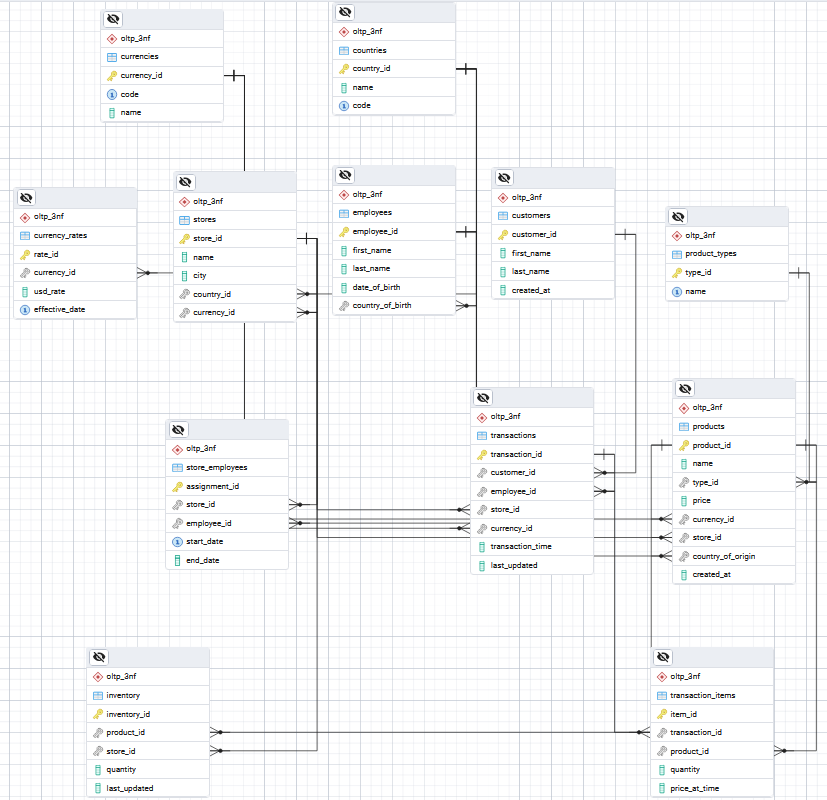 oltp_3nf
currencies
currency_id
code
name
oltp_3nf
countries
country_id
name
code
oltp_3nf
currency_rates
rate_id
currency_id
usd_rate
effective_date
oltp_3nf
stores
store_id
name
city
country_id
currency_id
oltp_3nf
employees
employee_id
first_name
last_name
date_of_birth
country_of_birth
oltp_3nf
customers
customer_id
first_name
last_name
created_at
oltp_3nf
product_types
type_id
name
oltp_3nf
store_employees
assignment_id
store_id
employee_id
start_date
end_date
oltp_3nf
transactions
transaction_id
customer_id
employee_id
store_id
currency_id
transaction_time
last_updated
oltp_3nf
products
product_id
name
type_id
price
currency_id
store_id
country_of_origin
created_at
oltp_3nf
inventory
inventory_id
product_id
store_id
quantity
last_updated
oltp_3nf
transaction_items
item_id
transaction_id
product_id
quantity
price_at_time